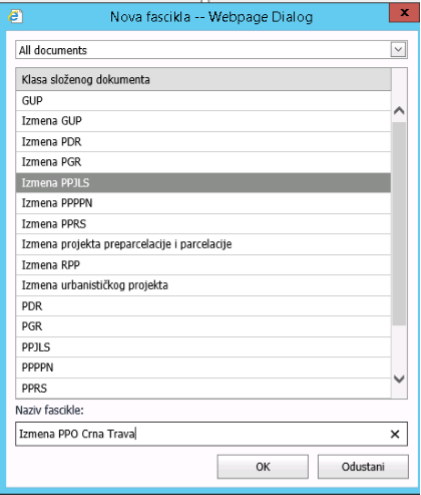 Nova fascikla -- Webpage Dialog
x
All documents
Klasa složenog dokumenta
GUP
Izmena GUP
Izmena PDR
Izmena PGR
Izmena PPJLS
Izmena PPPPN
Izmena PPRS
Izmena projekta preparcelacije i parcelacije
Izmena RPP
Izmena urbanističkog projekta
PDR
PGR
PPJLS
PPPPN
PPRS
Naziv fascikle:
Izmena PPO Crna Trava
OK Odustani